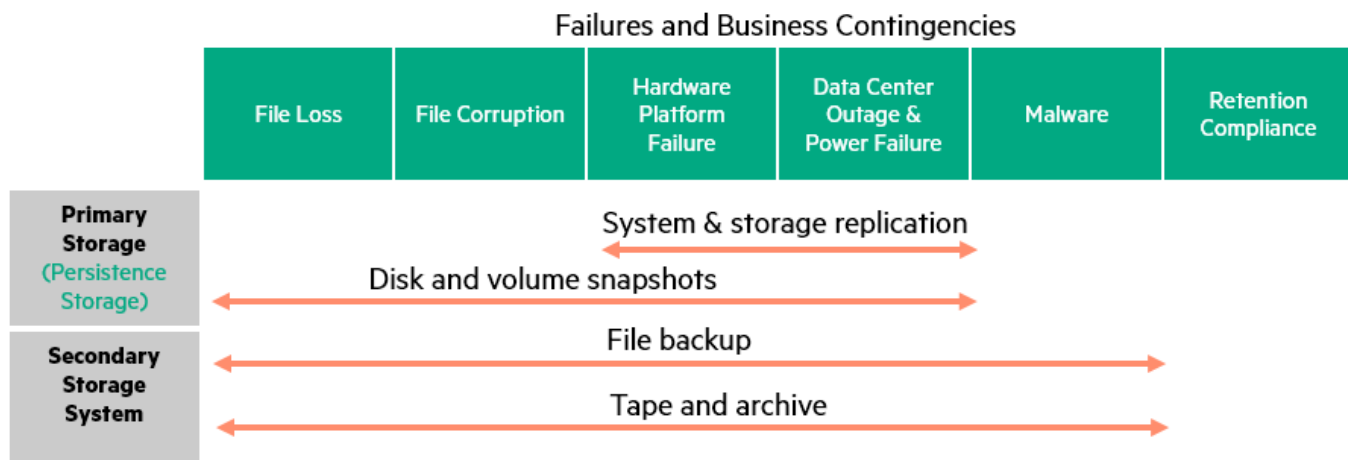 Failures and Business Contingencies
File Loss
File Corruption
Hardware
Platform
Failure
Data Center
Outage &
Power Failure
Malware
Retention
Compliance
Primary
Storage
(Persistence
Storage)
System & storage replication
Disk and volume snapshots
Secondary
Storage
System
File backup
Tape and archive